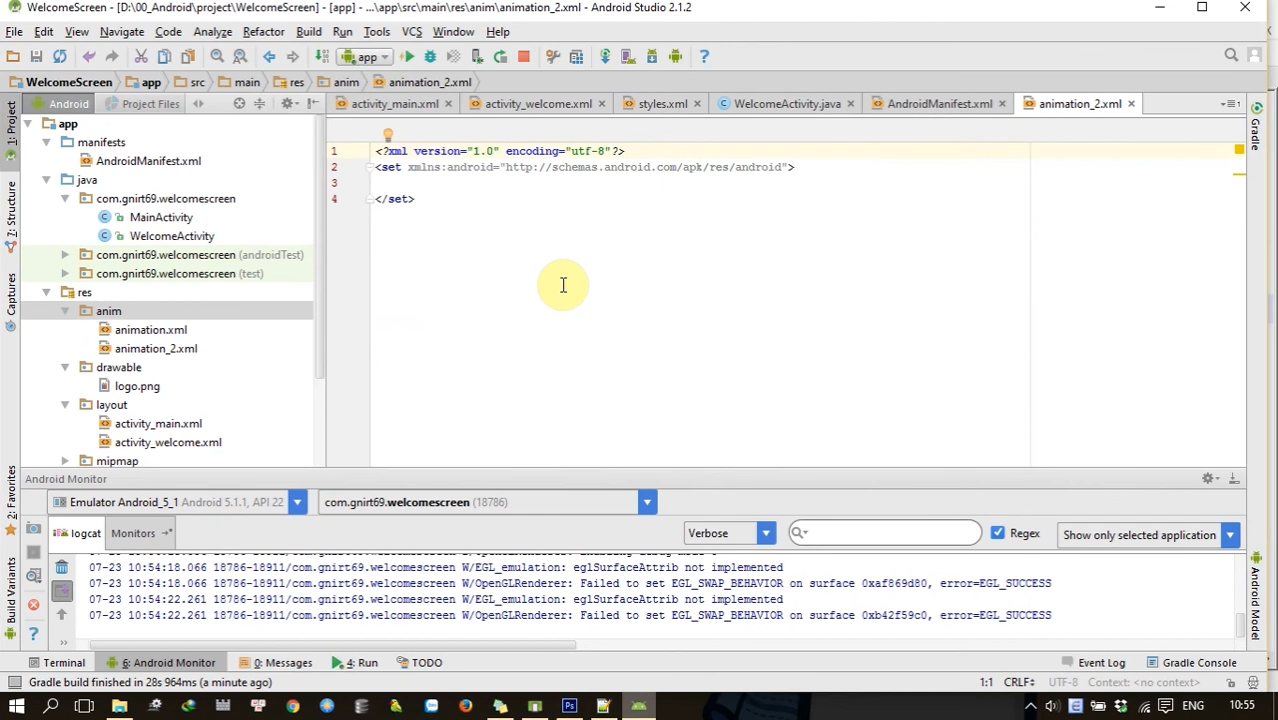 WelcomeScreen - [D:\00_Android\project\WelcomeScreen] - [app] - ...\app\src\main\res\anim\animation_2.xml - Android Studio 2.1.2
File Edit View Navigate Code Analyze Refactor Build Run Tools VCS Window Help
app
WelcomeScreen app src main res anim animation_2.xml
Android Project Files activity_main.xml activity_welcome.xml styles.xml WelcomeActivity.java AndroidManifest.xml animation_2.xml
1: Project
7: Structure
Captures
2: Favorites
Build Variants
app
manifests
AndroidManifest.xml
java
com.gnirt69.welcomescreen
MainActivity
WelcomeActivity
com.gnirt69.welcomescreen (androidTest)
com.gnirt69.welcomescreen (test)
res
anim
animation.xml
animation_2.xml
drawable
logo.png
layout
activity_main.xml
activity_welcome.xml
mipmap
1 <?xml version="1.0" encoding="utf-8"?>
2 <set xmlns:android="http://schemas.android.com/apk/res/android">
3
4 </set>
Gradle
Android Model
Android Monitor
Emulator Android_5_1 Android 5.1.1, API 22 com.gnirt69.welcomescreen (18786)
logcat Monitors Verbose Regex Show only selected application
07-23 10:54:18.066 18786-18911/com.gnirt69.welcomescreen W/EGL_emulation: eglSurfaceAttrib not implemented
07-23 10:54:18.066 18786-18911/com.gnirt69.welcomescreen W/OpenGLRenderer: Failed to set EGL_SWAP_BEHAVIOR on surface 0xaf869d80, error=EGL_SUCCESS
07-23 10:54:22.261 18786-18911/com.gnirt69.welcomescreen W/EGL_emulation: eglSurfaceAttrib not implemented
07-23 10:54:22.261 18786-18911/com.gnirt69.welcomescreen W/OpenGLRenderer: Failed to set EGL_SWAP_BEHAVIOR on surface 0xb42f59c0, error=EGL_SUCCESS
Terminal 6: Android Monitor 0: Messages 4: Run TODO Event Log Gradle Console
Gradle build finished in 28s 964ms (a minute ago) 1:1 CRLF UTF-8 Context: <no context>
ENG 10:55